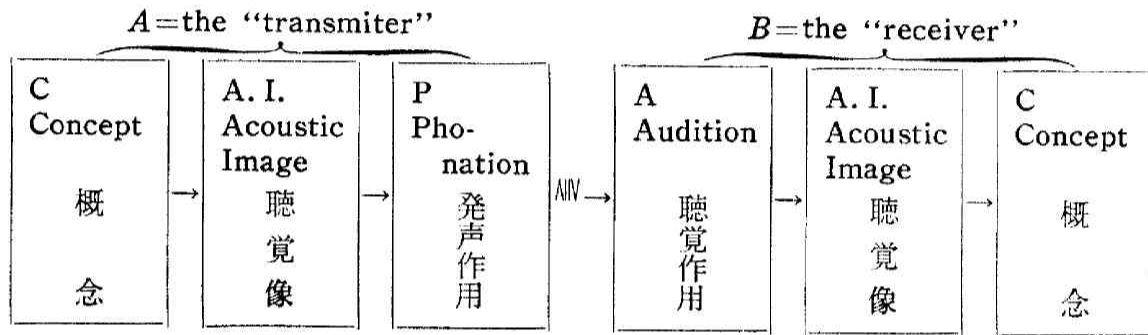 A=the “transmiter”
B=the “receiver”
C
Concept
概念
→
A. I.
Acoustic
Image
聴覚像
→
P
Pho-
nation
発声作用
→
A
Audition
聴覚作用
→
A. I.
Acoustic
Image
聴覚像
→
C
Concept
概念